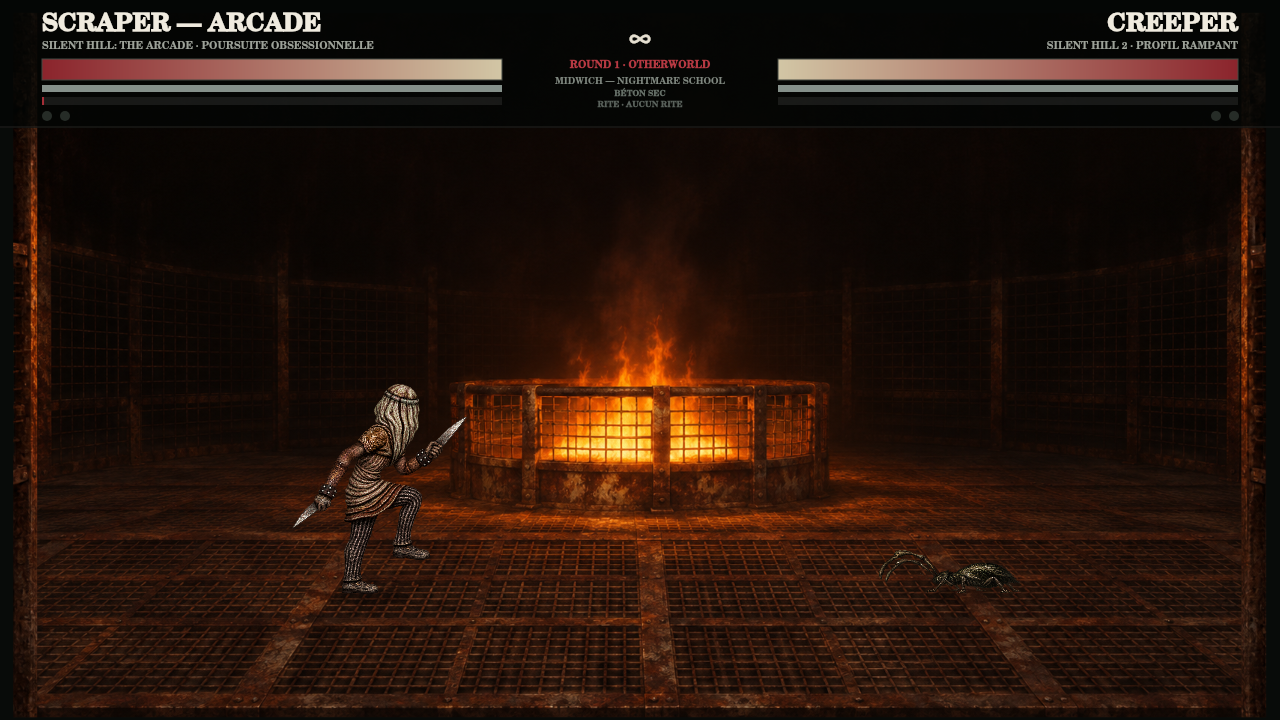 SCRAPER — ARCADE
SILENT HILL: THE ARCADE · POURSUITE OBSESSIONNELLE
∞
ROUND 1 · OTHERWORLD
MIDWICH — NIGHTMARE SCHOOL
BÉTON SEC
RITE · AUCUN RITE
CREEPER
SILENT HILL 2 · PROFIL RAMPANT